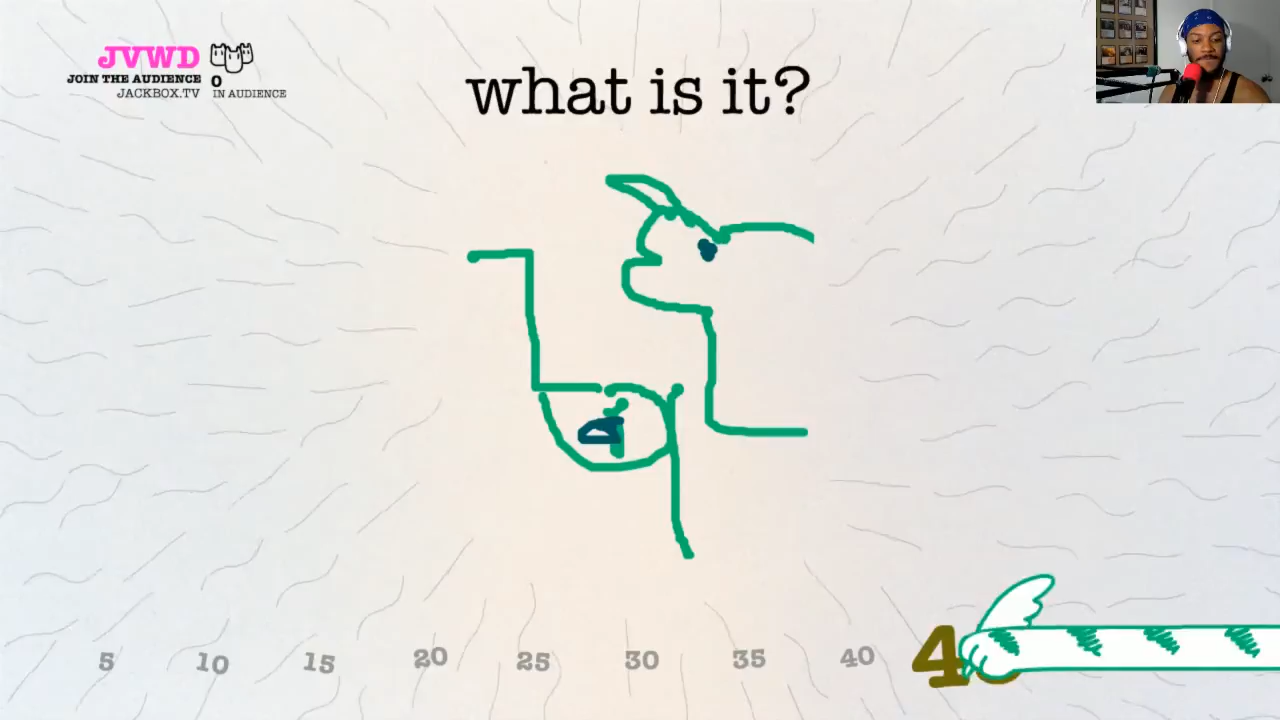 JVWD
JOIN THE AUDIENCE
JACKBOX.TV
0
IN AUDIENCE
what is it?
5 10 15 20 25 30 35 40 4